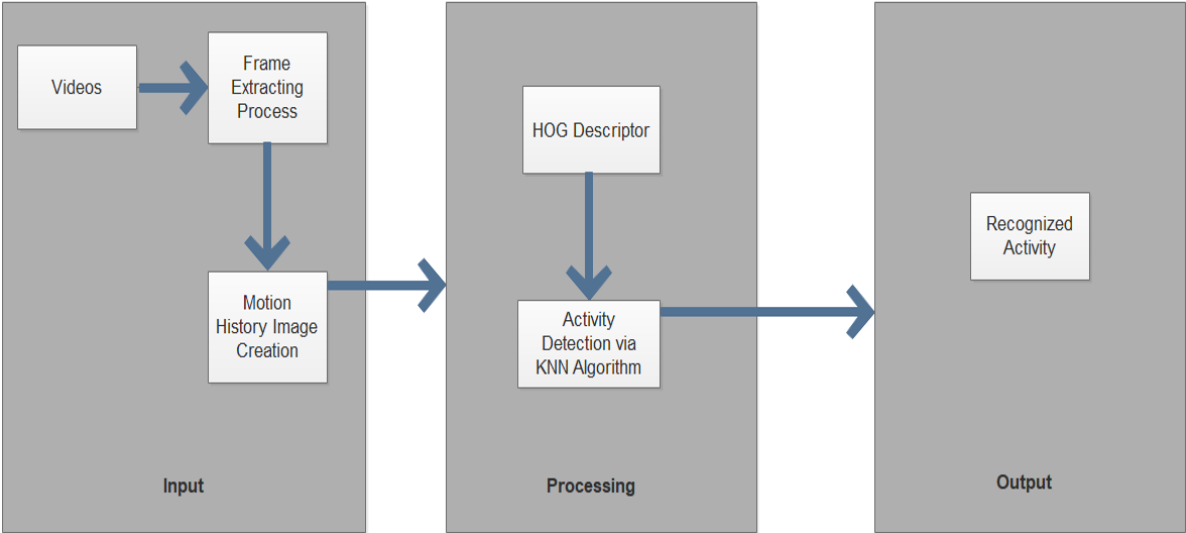 Videos
Frame
Extracting
Process
Motion
History Image
Creation
Input
HOG Descriptor
Activity
Detection via
KNN Algorithm
Processing
Recognized
Activity
Output